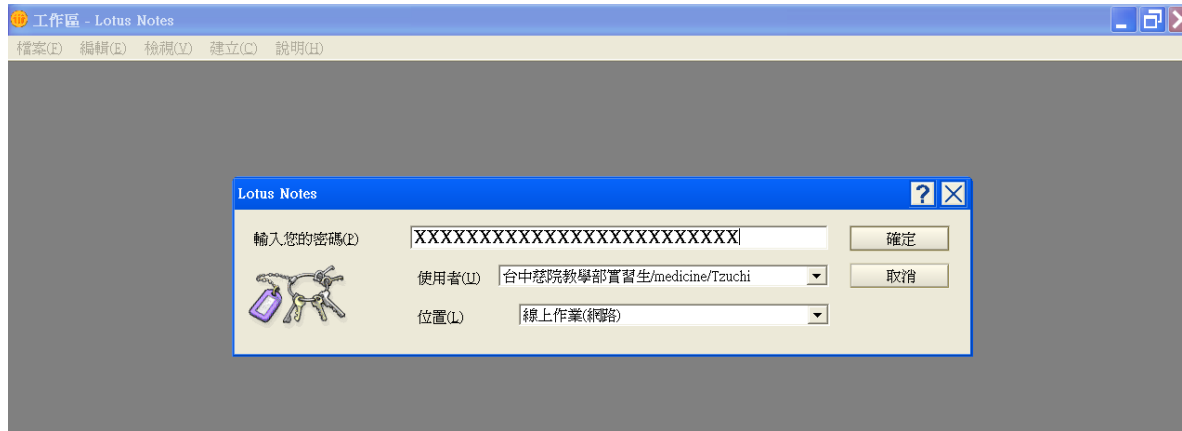 工作區 - Lotus Notes
檔案(F) 編輯(E) 檢視(V) 建立(C) 說明(H)
Lotus Notes
輸入您的密碼(P) XXXXXXXXXXXXXXXXXXXXXXXXX 確定
使用者(U) 台中慈院教學部實習生/medicine/Tzuchi 取消
位置(L) 線上作業(網路)